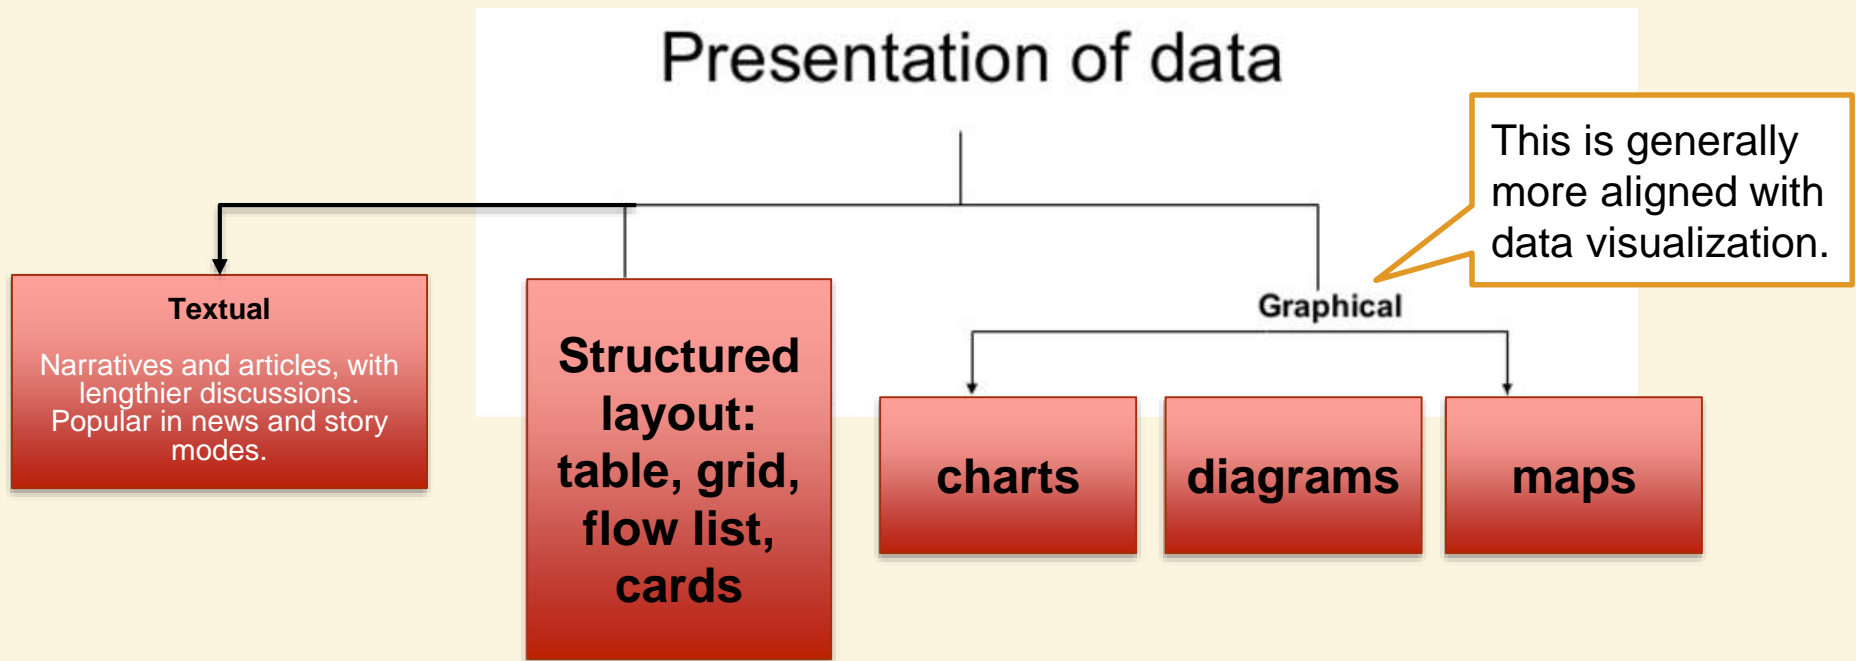 Presentation of data
This is generally
more aligned with
data visualization.
Textual
Narratives and articles, with
lengthier discussions.
Popular in news and story
modes.
Structured
layout:
table, grid,
flow list,
cards
Graphical
charts
diagrams
maps